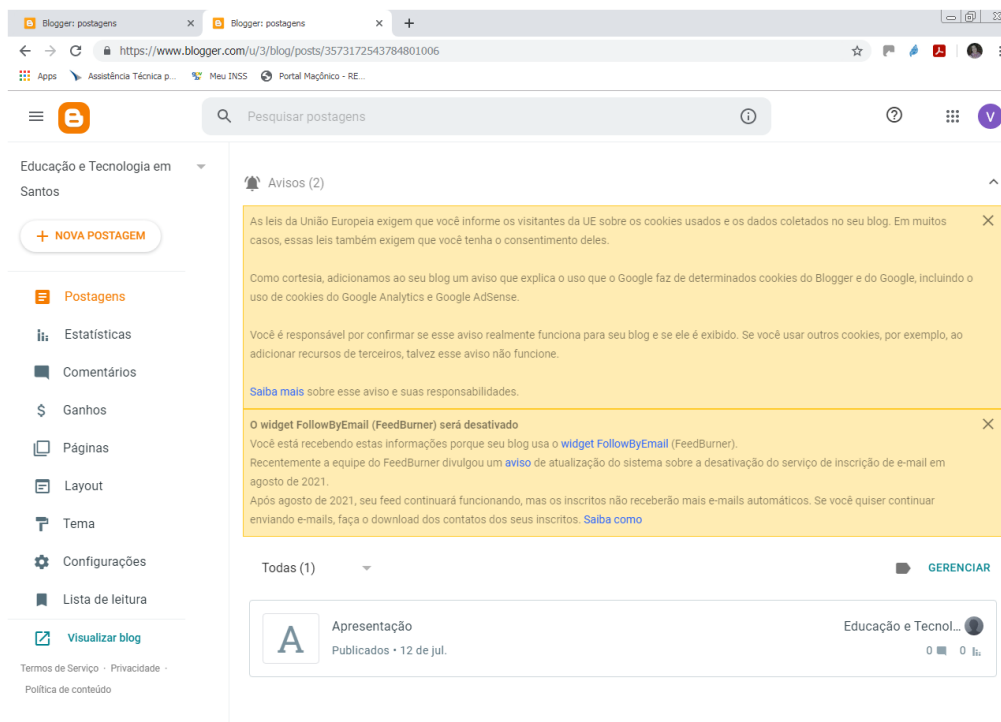 Blogger: postagens
Blogger: postagens
https://www.blogger.com/u/3/blog/posts/3573172543784801006
Apps
Assistência Técnica p...
Meu INSS
Portal Maçônico - RE...
Pesquisar postagens
V
Educação e Tecnologia em
Santos
NOVA POSTAGEM
Postagens
Estatísticas
Comentários
Ganhos
Páginas
Layout
Tema
Configurações
Lista de leitura
Visualizar blog
Termos de Serviço · Privacidade ·
Política de conteúdo
Avisos (2)
As leis da União Europeia exigem que você informe os visitantes da UE sobre os cookies usados e os dados coletados no seu blog. Em muitos
casos, essas leis também exigem que você tenha o consentimento deles.
Como cortesia, adicionamos ao seu blog um aviso que explica o uso que o Google faz de determinados cookies do Blogger e do Google, incluindo o
uso de cookies do Google Analytics e Google AdSense.
Você é responsável por confirmar se esse aviso realmente funciona para seu blog e se ele é exibido. Se você usar outros cookies, por exemplo, ao
adicionar recursos de terceiros, talvez esse aviso não funcione.
Saiba mais sobre esse aviso e suas responsabilidades.
O widget FollowByEmail (FeedBurner) será desativado
Você está recebendo estas informações porque seu blog usa o widget FollowByEmail (FeedBurner).
Recentemente a equipe do FeedBurner divulgou um aviso de atualização do sistema sobre a desativação do serviço de inscrição de e-mail em
agosto de 2021.
Após agosto de 2021, seu feed continuará funcionando, mas os inscritos não receberão mais e-mails automáticos. Se você quiser continuar
enviando e-mails, faça o download dos contatos dos seus inscritos. Saiba como
Todas (1)
GERENCIAR
A
Apresentação
Educação e Tecnol...
Publicados • 12 de jul.
0 0